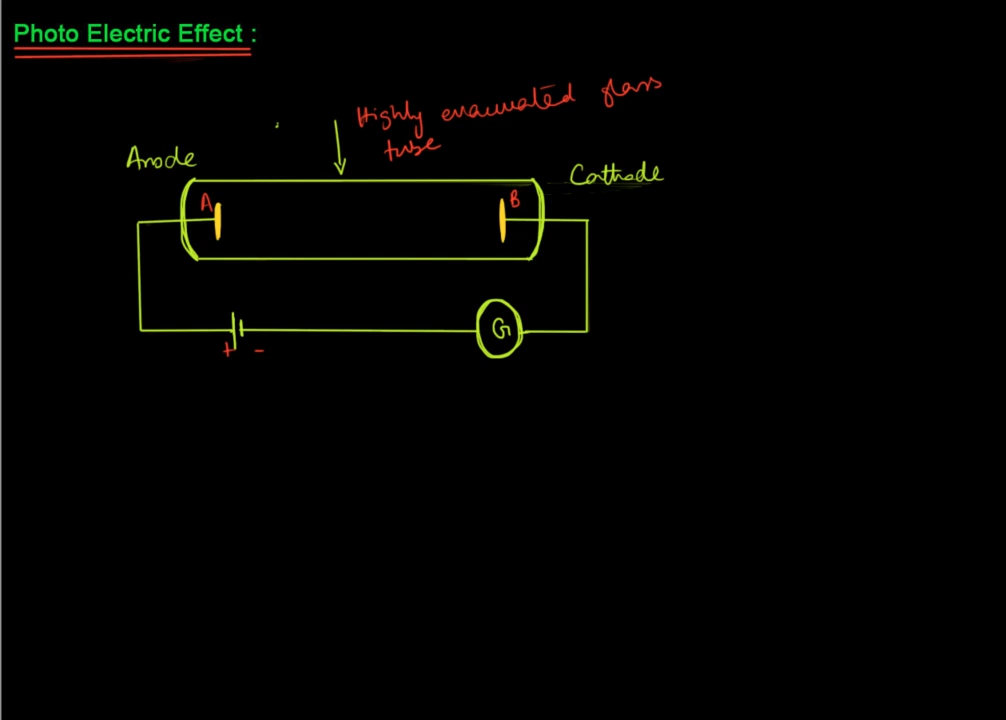 Photo Electric Effect :
Highly evacuated glass
tube
Anode
Cathode
A
B
G
+ -